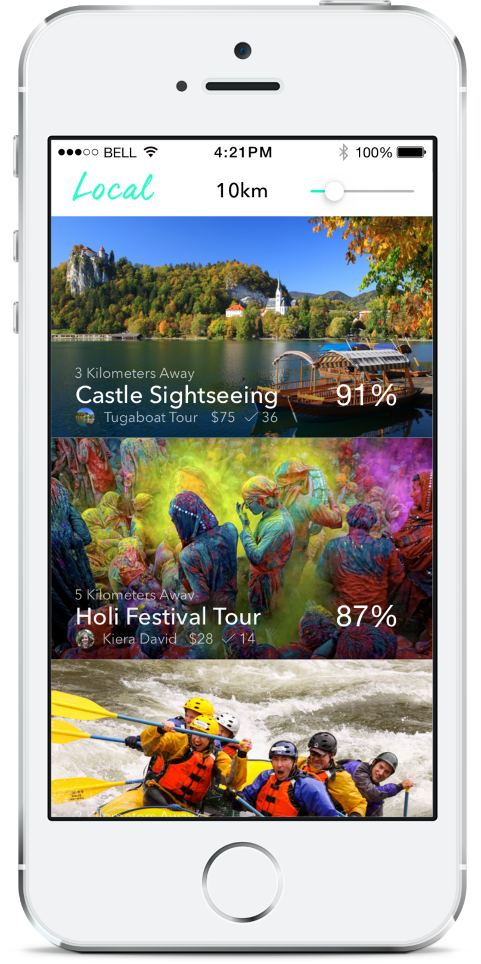 BELL 4:21PM 100%
Local 10km
3 Kilometers Away
Castle Sightseeing 91%
Tugaboat Tour $75 ✓36
5 Kilometers Away
Holi Festival Tour 87%
Kiera David $28 ✓14